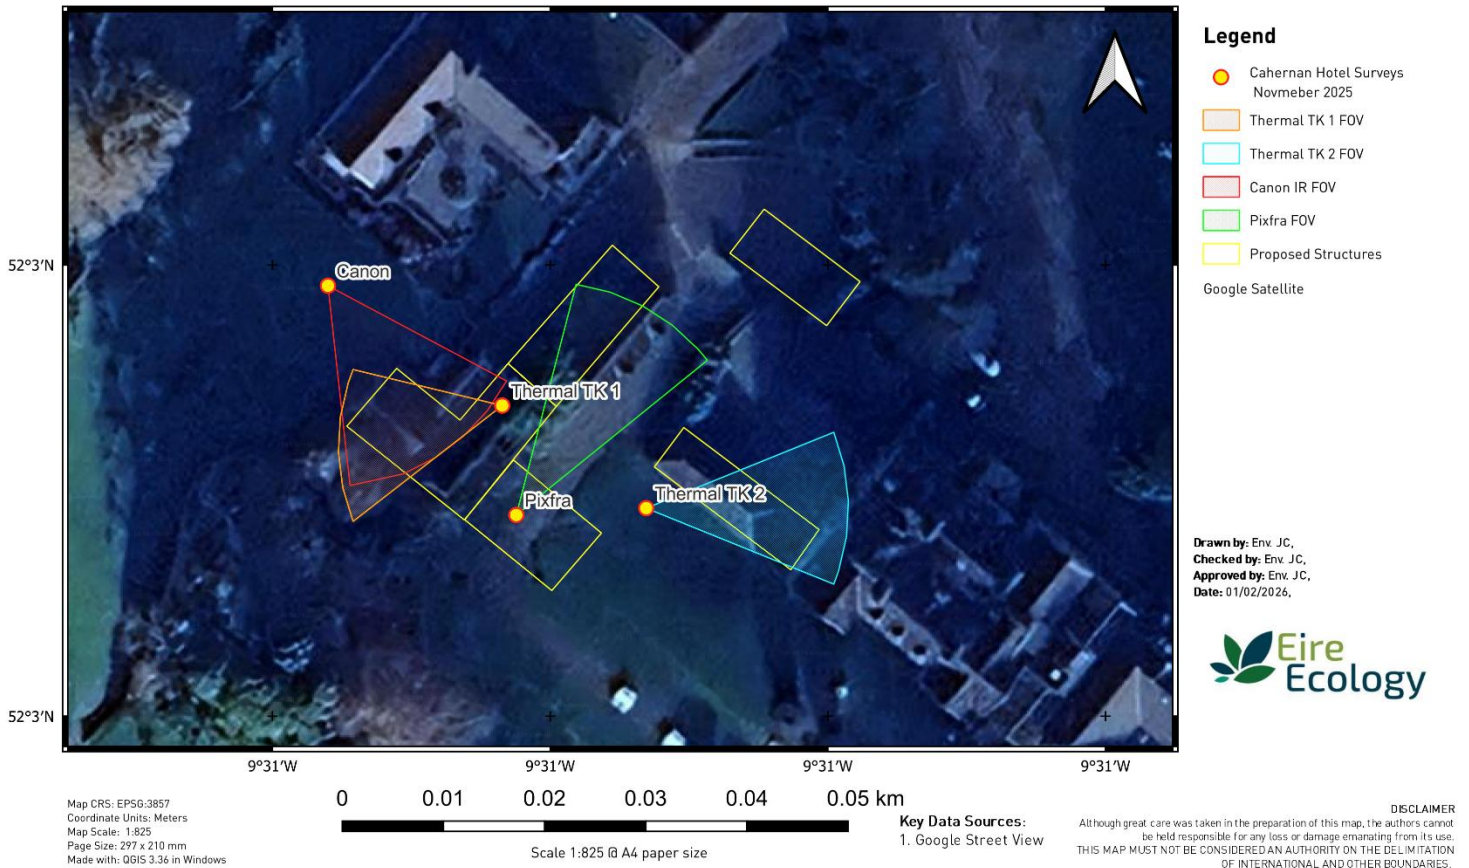 Legend
Cahernan Hotel Surveys
Novmeber 2025
Thermal TK 1 FOV
Thermal TK 2 FOV
Canon IR FOV
Pixfra FOV
Proposed Structures
Google Satellite
Canon
Thermal TK 1
Pixfra
Thermal TK 2
52°3′N
52°3′N
9°31′W
9°31′W
9°31′W
9°31′W
Drawn by: Env. JC,
Checked by: Env. JC,
Approved by: Env. JC,
Date: 01/02/2026,
Eire
Ecology
Map CRS: EPSG:3857
Coordinate Units: Meters
Map Scale: 1:825
Page Size: 297 x 210 mm
Made with: QGIS 3.36 in Windows
0 0.01 0.02 0.03 0.04 0.05 km
Scale 1:825 @ A4 paper size
Key Data Sources:
1. Google Street View
DISCLAIMER
Although great care was taken in the preparation of this map, the authors cannot
be held responsible for any loss or damage emanating from its use.
THIS MAP MUST NOT BE CONSIDERED AN AUTHORITY ON THE DELIMITATION
OF INTERNATIONAL AND OTHER BOUNDARIES.